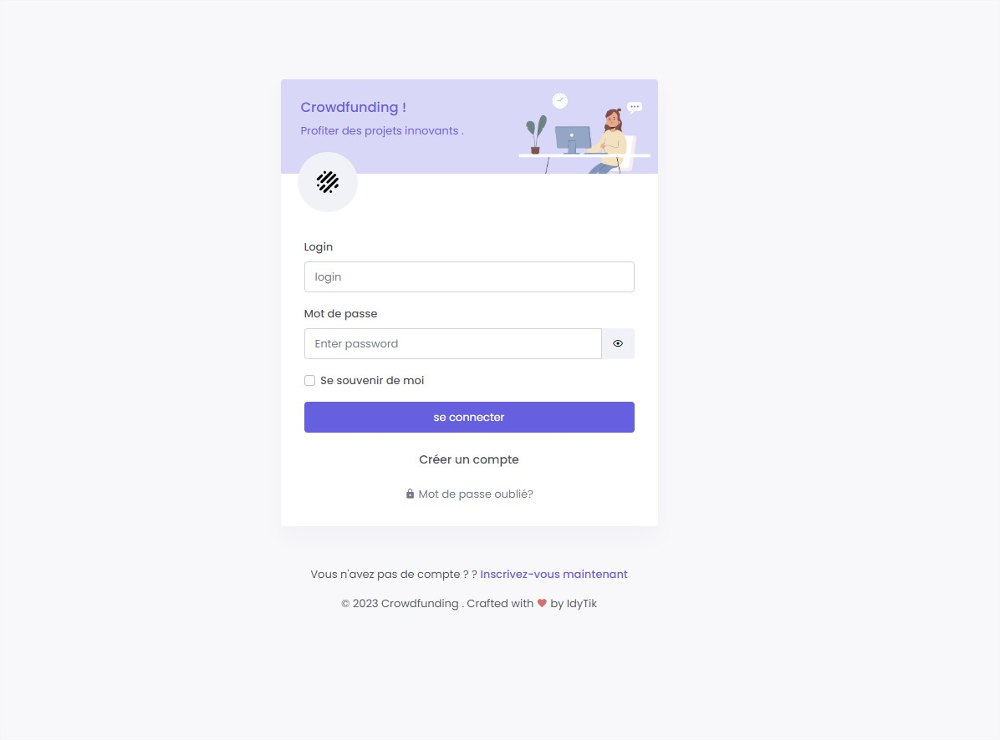 Crowdfunding !
Profiter des projets innovants .
Login
login
Mot de passe
Enter password
Se souvenir de moi
se connecter
Créer un compte
Mot de passe oublié?
Vous n'avez pas de compte ? ? Inscrivez-vous maintenant
© 2023 Crowdfunding . Crafted with ❤ by IdyTik